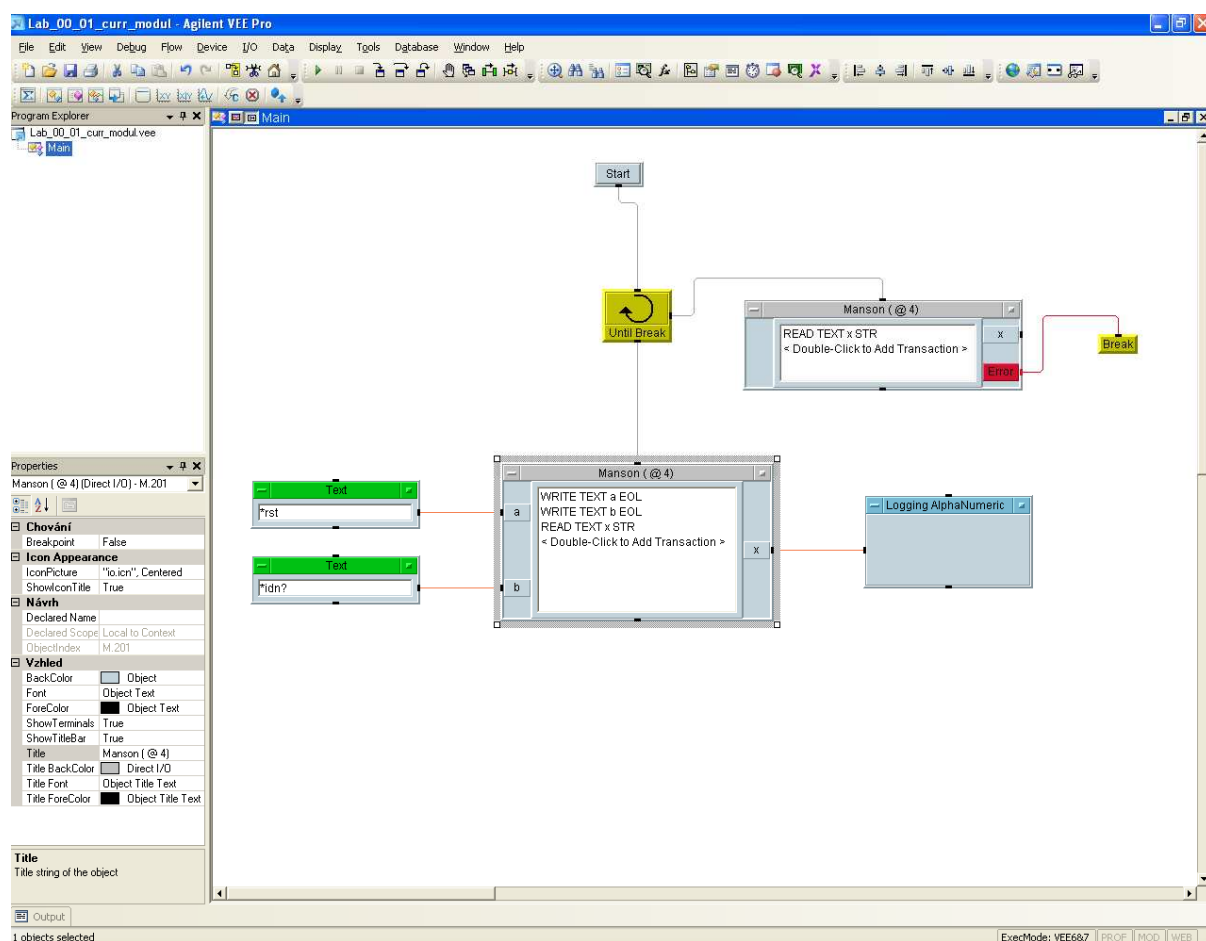 Lab_00_01_curr_modul - Agilent VEE Pro
File Edit View Debug Flow Device I/O Data Display Tools Database Window Help
Program Explorer
Lab_00_01_curr_modul.vee
Main
Main
Start
Until Break
Manson ( @ 4)
READ TEXT x STR
x
< Double-Click to Add Transaction >
Error
Break
Properties
Manson ( @ 4) (Direct I/O) - M.201
Chování
Breakpoint False
Icon Appearance
IconPicture "io.icn", Centered
ShowIconTitle True
Návrh
Declared Name
Declared Scope Local to Context
ObjectIndex M.201
Vzhled
BackColor Object
Font Object Text
ForeColor Object Text
ShowTerminals True
ShowTitleBar True
Title Manson ( @ 4)
Title BackColor Direct I/O
Title Font Object Title Text
Title ForeColor Object Title Text
Title
Title string of the object
Text
*rst
Text
*idn?
Manson ( @ 4)
a
b
WRITE TEXT a EOL
WRITE TEXT b EOL
READ TEXT x STR
< Double-Click to Add Transaction >
x
Logging AlphaNumeric
Output
1 objects selected
ExecMode: VEE6&7 PROF MOD WEB